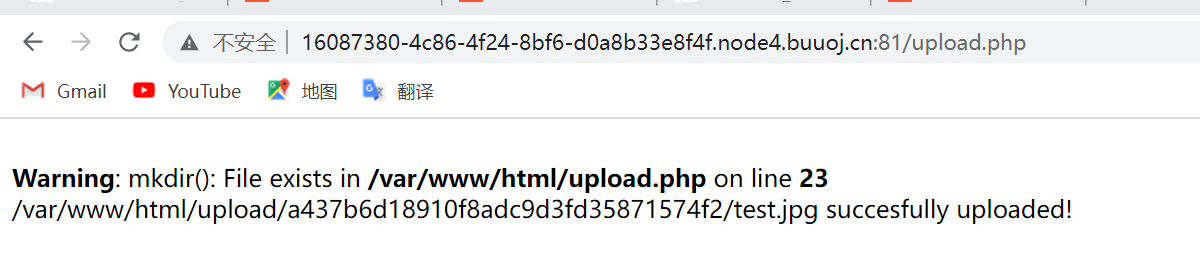 不安全 | 16087380-4c86-4f24-8bf6-d0a8b33e8f4f.node4.buuoj.cn:81/upload.php
Gmail YouTube 地图 翻译
Warning: mkdir(): File exists in /var/www/html/upload.php on line 23
/var/www/html/upload/a437b6d18910f8adc9d3fd35871574f2/test.jpg succesfully uploaded!